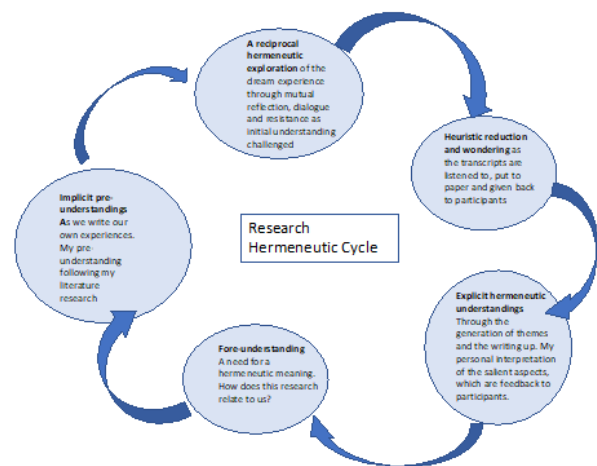 A reciprocal
hermeneutic
exploration of the
dream experience
through mutual
reflection, dialogue
and resistance as
initial understanding
challenged
Heuristic reduction
and wondering as
the transcripts are
listened to, put to
paper and given back
to participants
Explicit hermeneutic
understandings
Through the
generation of themes
and the writing up. My
personal interpretation
of the salient aspects,
which are feedback to
participants.
Fore-understanding
A need for a
hermeneutic meaning.
How does this research
relate to us?
Implicit pre-
understandings
As we write our
own experiences.
My pre-
understanding
following my
literature
research
Research
Hermeneutic Cycle